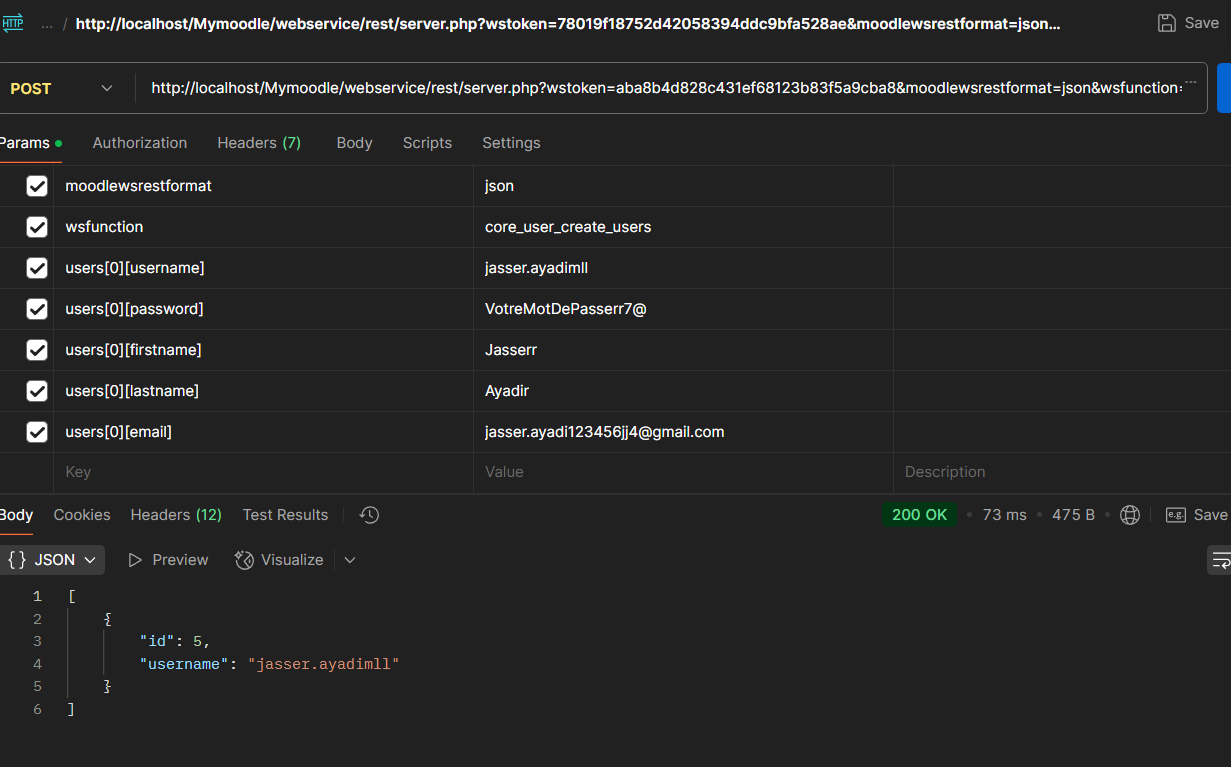 HTTP ... / http://localhost/Mymoodle/webservice/rest/server.php?wstoken=78019f18752d42058394ddc9bfa528ae&moodlewsrestformat=json... Save
POST http://localhost/Mymoodle/webservice/rest/server.php?wstoken=aba8b4d828c431ef68123b83f5a9cba8&moodlewsrestformat=json&wsfunction: ...
Params Authorization Headers (7) Body Scripts Settings
moodlewsrestformat json
wsfunction core_user_create_users
users[0][username] jasser.ayadimll
users[0][password] VotreMotDePasserr7@
users[0][firstname] Jasserr
users[0][lastname] Ayadir
users[0][email] jasser.ayadi123456jj4@gmail.com
Key Value Description
Body Cookies Headers (12) Test Results 200 OK • 73 ms • 475 B • e.g. Save
{} JSON Preview Visualize
1 [
2 {
3 "id": 5,
4 "username": "jasser.ayadimll"
5 }
6 ]